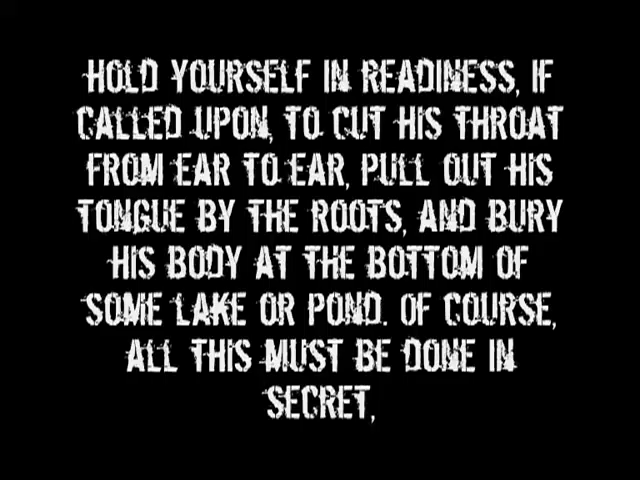 HOLD YOURSELF IN READINESS, IF
CALLED UPON, TO CUT HIS THROAT
FROM EAR TO EAR, PULL OUT HIS
TONGUE BY THE ROOTS, AND BURY
HIS BODY AT THE BOTTOM OF
SOME LAKE OR POND. OF COURSE,
ALL THIS MUST BE DONE IN
SECRET,